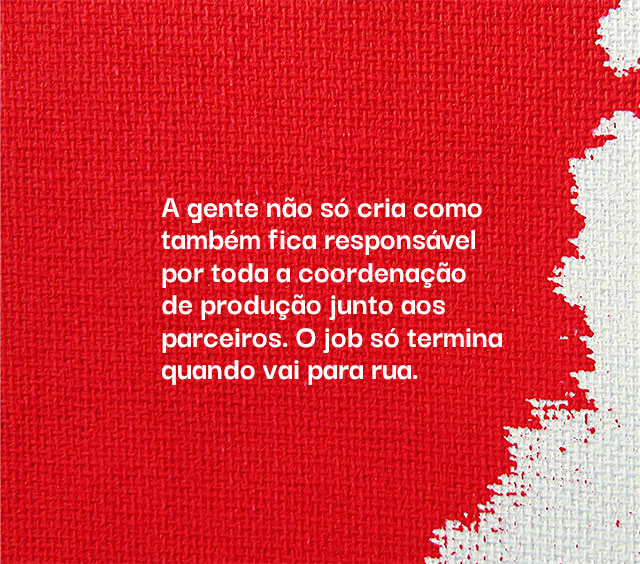 A gente não só cria como
também fica responsável
por toda a coordenação
de produção junto aos
parceiros. O job só termina
quando vai para rua.